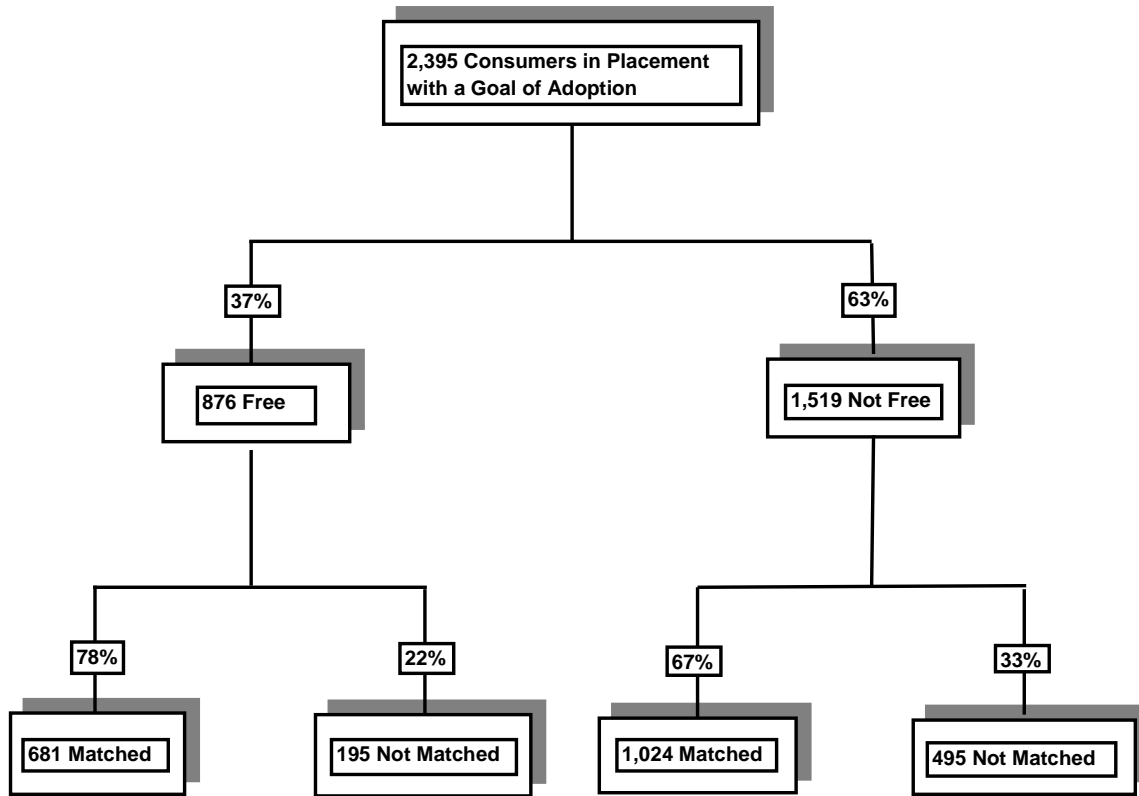 2,395 Consumers in Placement
with a Goal of Adoption
37%
63%
876 Free
1,519 Not Free
78%
22%
67%
33%
681 Matched
195 Not Matched
1,024 Matched
495 Not Matched